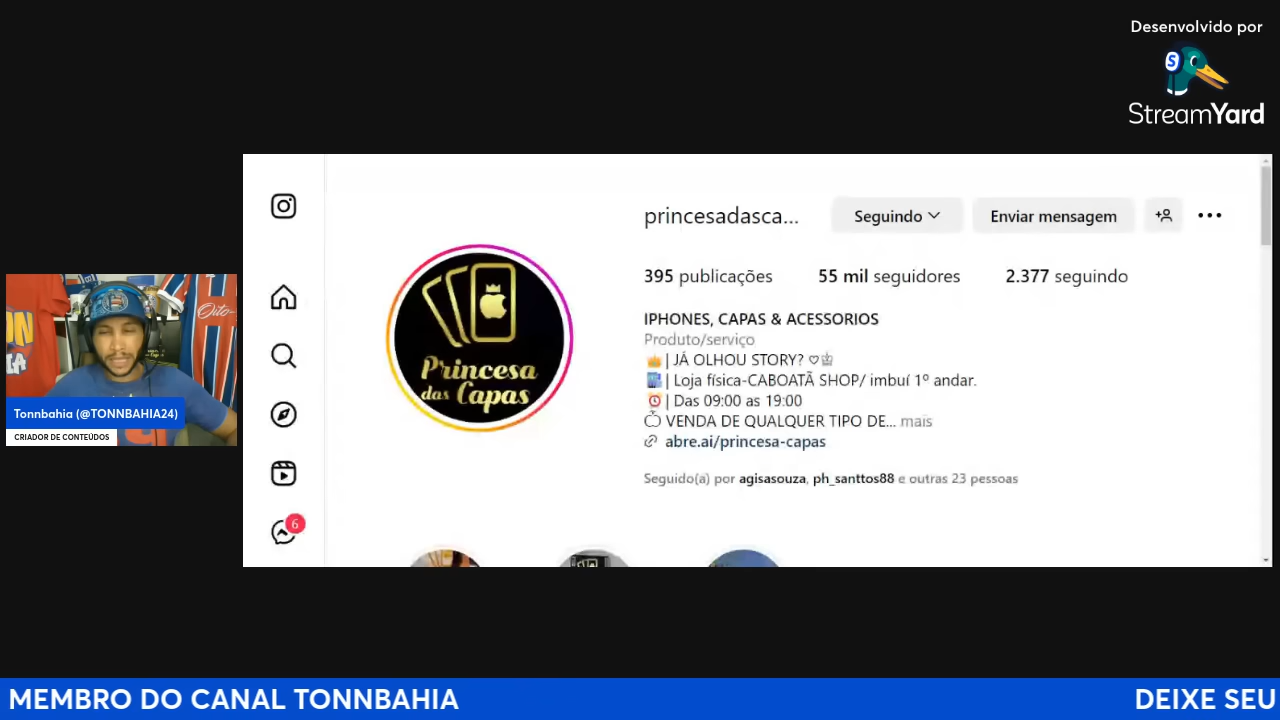 Desenvolvido por
StreamYard
princesadasca...
Seguindo
Enviar mensagem
395 publicações
55 mil seguidores
2.377 seguindo
IPHONES, CAPAS & ACESSORIOS
Produto/serviço
👑| JÁ OLHOU STORY? ♡♔
| Loja física-CABOATÃ SHOP/ imbuí 1º andar.
⏰| Das 09:00 as 19:00
VENDA DE QUALQUER TIPO DE... mais
abre.ai/princesa-capas
Seguido(a) por agisasouza, ph_santtos88 e outras 23 pessoas
Princesa
das Capas
6
Tonnbahia (@TONNBAHIA24)
CRIADOR DE CONTEÚDOS
MEMBRO DO CANAL TONNBAHIA
DEIXE SEU